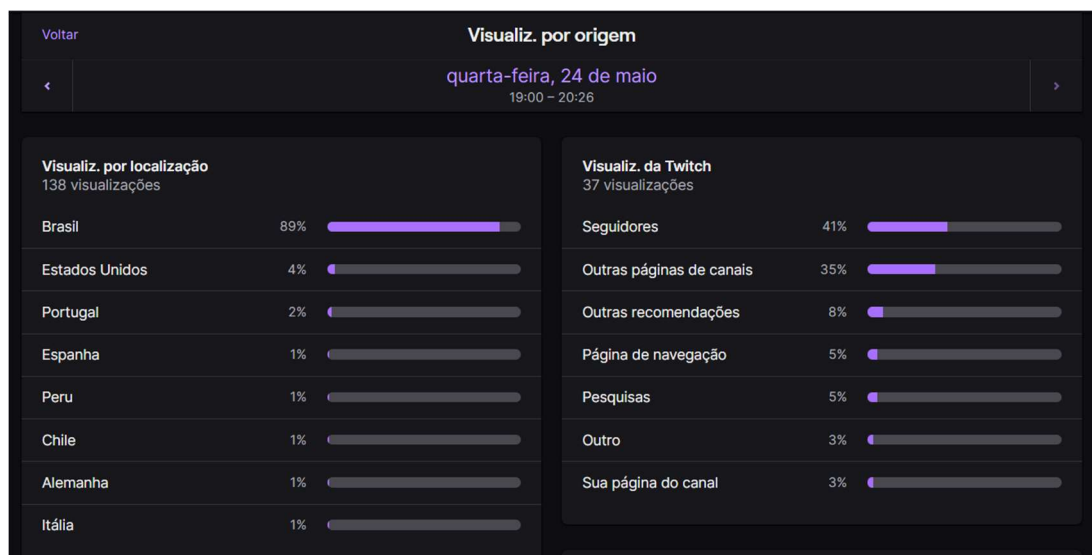 Voltar
Visualiz. por origem
quarta-feira, 24 de maio
19:00 – 20:26
Visualiz. por localização
138 visualizações
Brasil 89%
Estados Unidos 4%
Portugal 2%
Espanha 1%
Peru 1%
Chile 1%
Alemanha 1%
Itália 1%
Visualiz. da Twitch
37 visualizações
Seguidores 41%
Outras páginas de canais 35%
Outras recomendações 8%
Página de navegação 5%
Pesquisas 5%
Outro 3%
Sua página do canal 3%